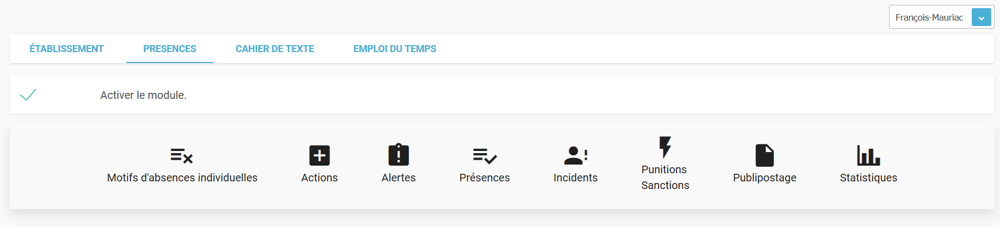 François-Mauriac
ÉTABLISSEMENT
PRESENCES
CAHIER DE TEXTE
EMPLOI DU TEMPS
Activer le module.
Motifs d'absences individuelles
Actions
Alertes
Présences
Incidents
Punitions
Sanctions
Publipostage
Statistiques